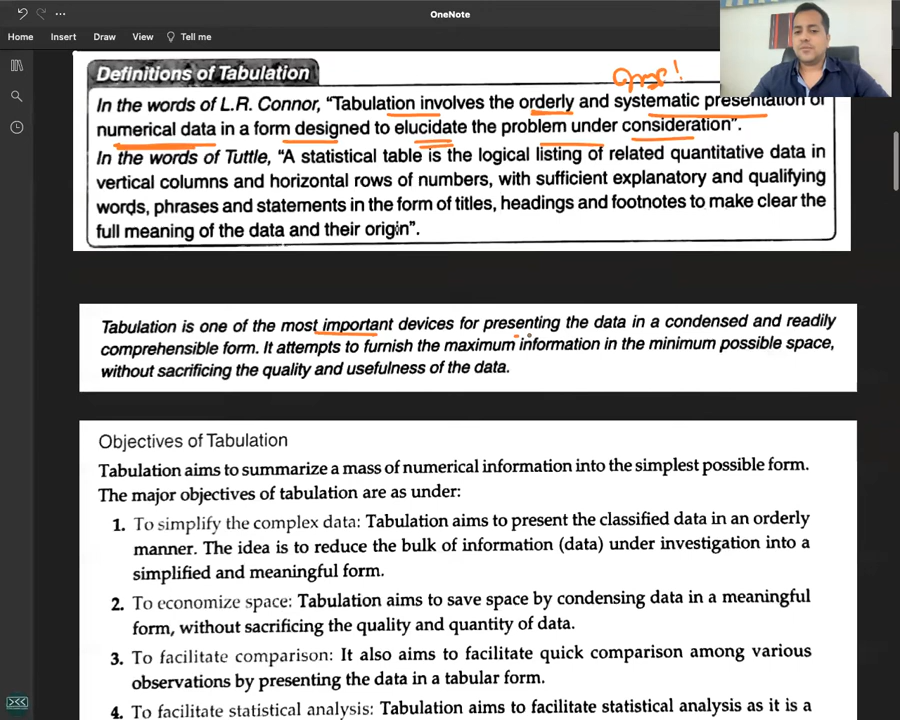 OneNote
Home Insert Draw View Tell me
Definitions of Tabulation
In the words of L.R. Connor, “Tabulation involves the orderly and systematic presentation of
numerical data in a form designed to elucidate the problem under consideration”.
In the words of Tuttle, “A statistical table is the logical listing of related quantitative data in
vertical columns and horizontal rows of numbers, with sufficient explanatory and qualifying
words, phrases and statements in the form of titles, headings and footnotes to make clear the
full meaning of the data and their origin”.
Tabulation is one of the most important devices for presenting the data in a condensed and readily
comprehensible form. It attempts to furnish the maximum information in the minimum possible space,
without sacrificing the quality and usefulness of the data.
Objectives of Tabulation
Tabulation aims to summarize a mass of numerical information into the simplest possible form.
The major objectives of tabulation are as under:
1. To simplify the complex data: Tabulation aims to present the classified data in an orderly
manner. The idea is to reduce the bulk of information (data) under investigation into a
simplified and meaningful form.
2. To economize space: Tabulation aims to save space by condensing data in a meaningful
form, without sacrificing the quality and quantity of data.
3. To facilitate comparison: It also aims to facilitate quick comparison among various
observations by presenting the data in a tabular form.
4. To facilitate statistical analysis: Tabulation aims to facilitate statistical analysis as it is a